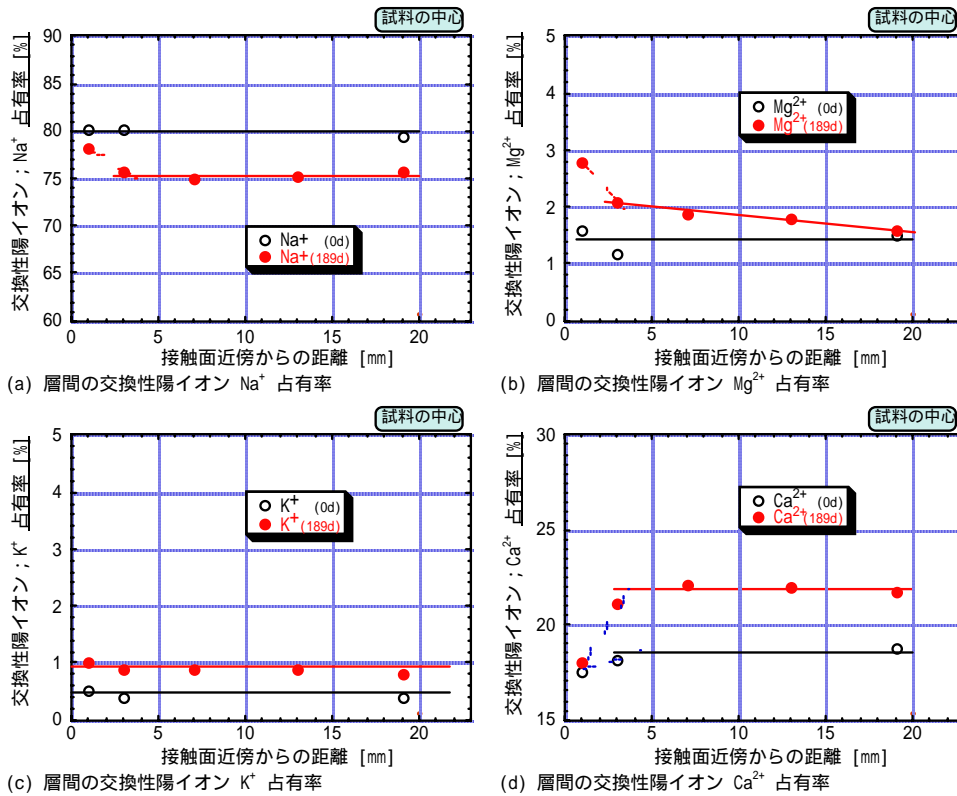 試料の中心
交換性陽イオン；Na⁺ 占有率 [%]
90
85
80
75
70
65
60
Na+ (0d)
Na+(189d)
0 5 10 15 20
接触面近傍からの距離 [mm]
(a) 層間の交換性陽イオン Na⁺ 占有率
試料の中心
交換性陽イオン；Mg²⁺ 占有率 [%]
5
4
3
2
1
0
Mg²⁺ (0d)
Mg²⁺(189d)
0 5 10 15 20
接触面近傍からの距離 [mm]
(b) 層間の交換性陽イオン Mg²⁺ 占有率
試料の中心
交換性陽イオン；K⁺ 占有率 [%]
5
4
3
2
1
0
K⁺ (0d)
K⁺(189d)
0 5 10 15 20
接触面近傍からの距離 [mm]
(c) 層間の交換性陽イオン K⁺ 占有率
試料の中心
交換性陽イオン；Ca²⁺ 占有率 [%]
30
25
20
15
Ca²⁺ (0d)
Ca²⁺(189d)
0 5 10 15 20
接触面近傍からの距離 [mm]
(d) 層間の交換性陽イオン Ca²⁺ 占有率